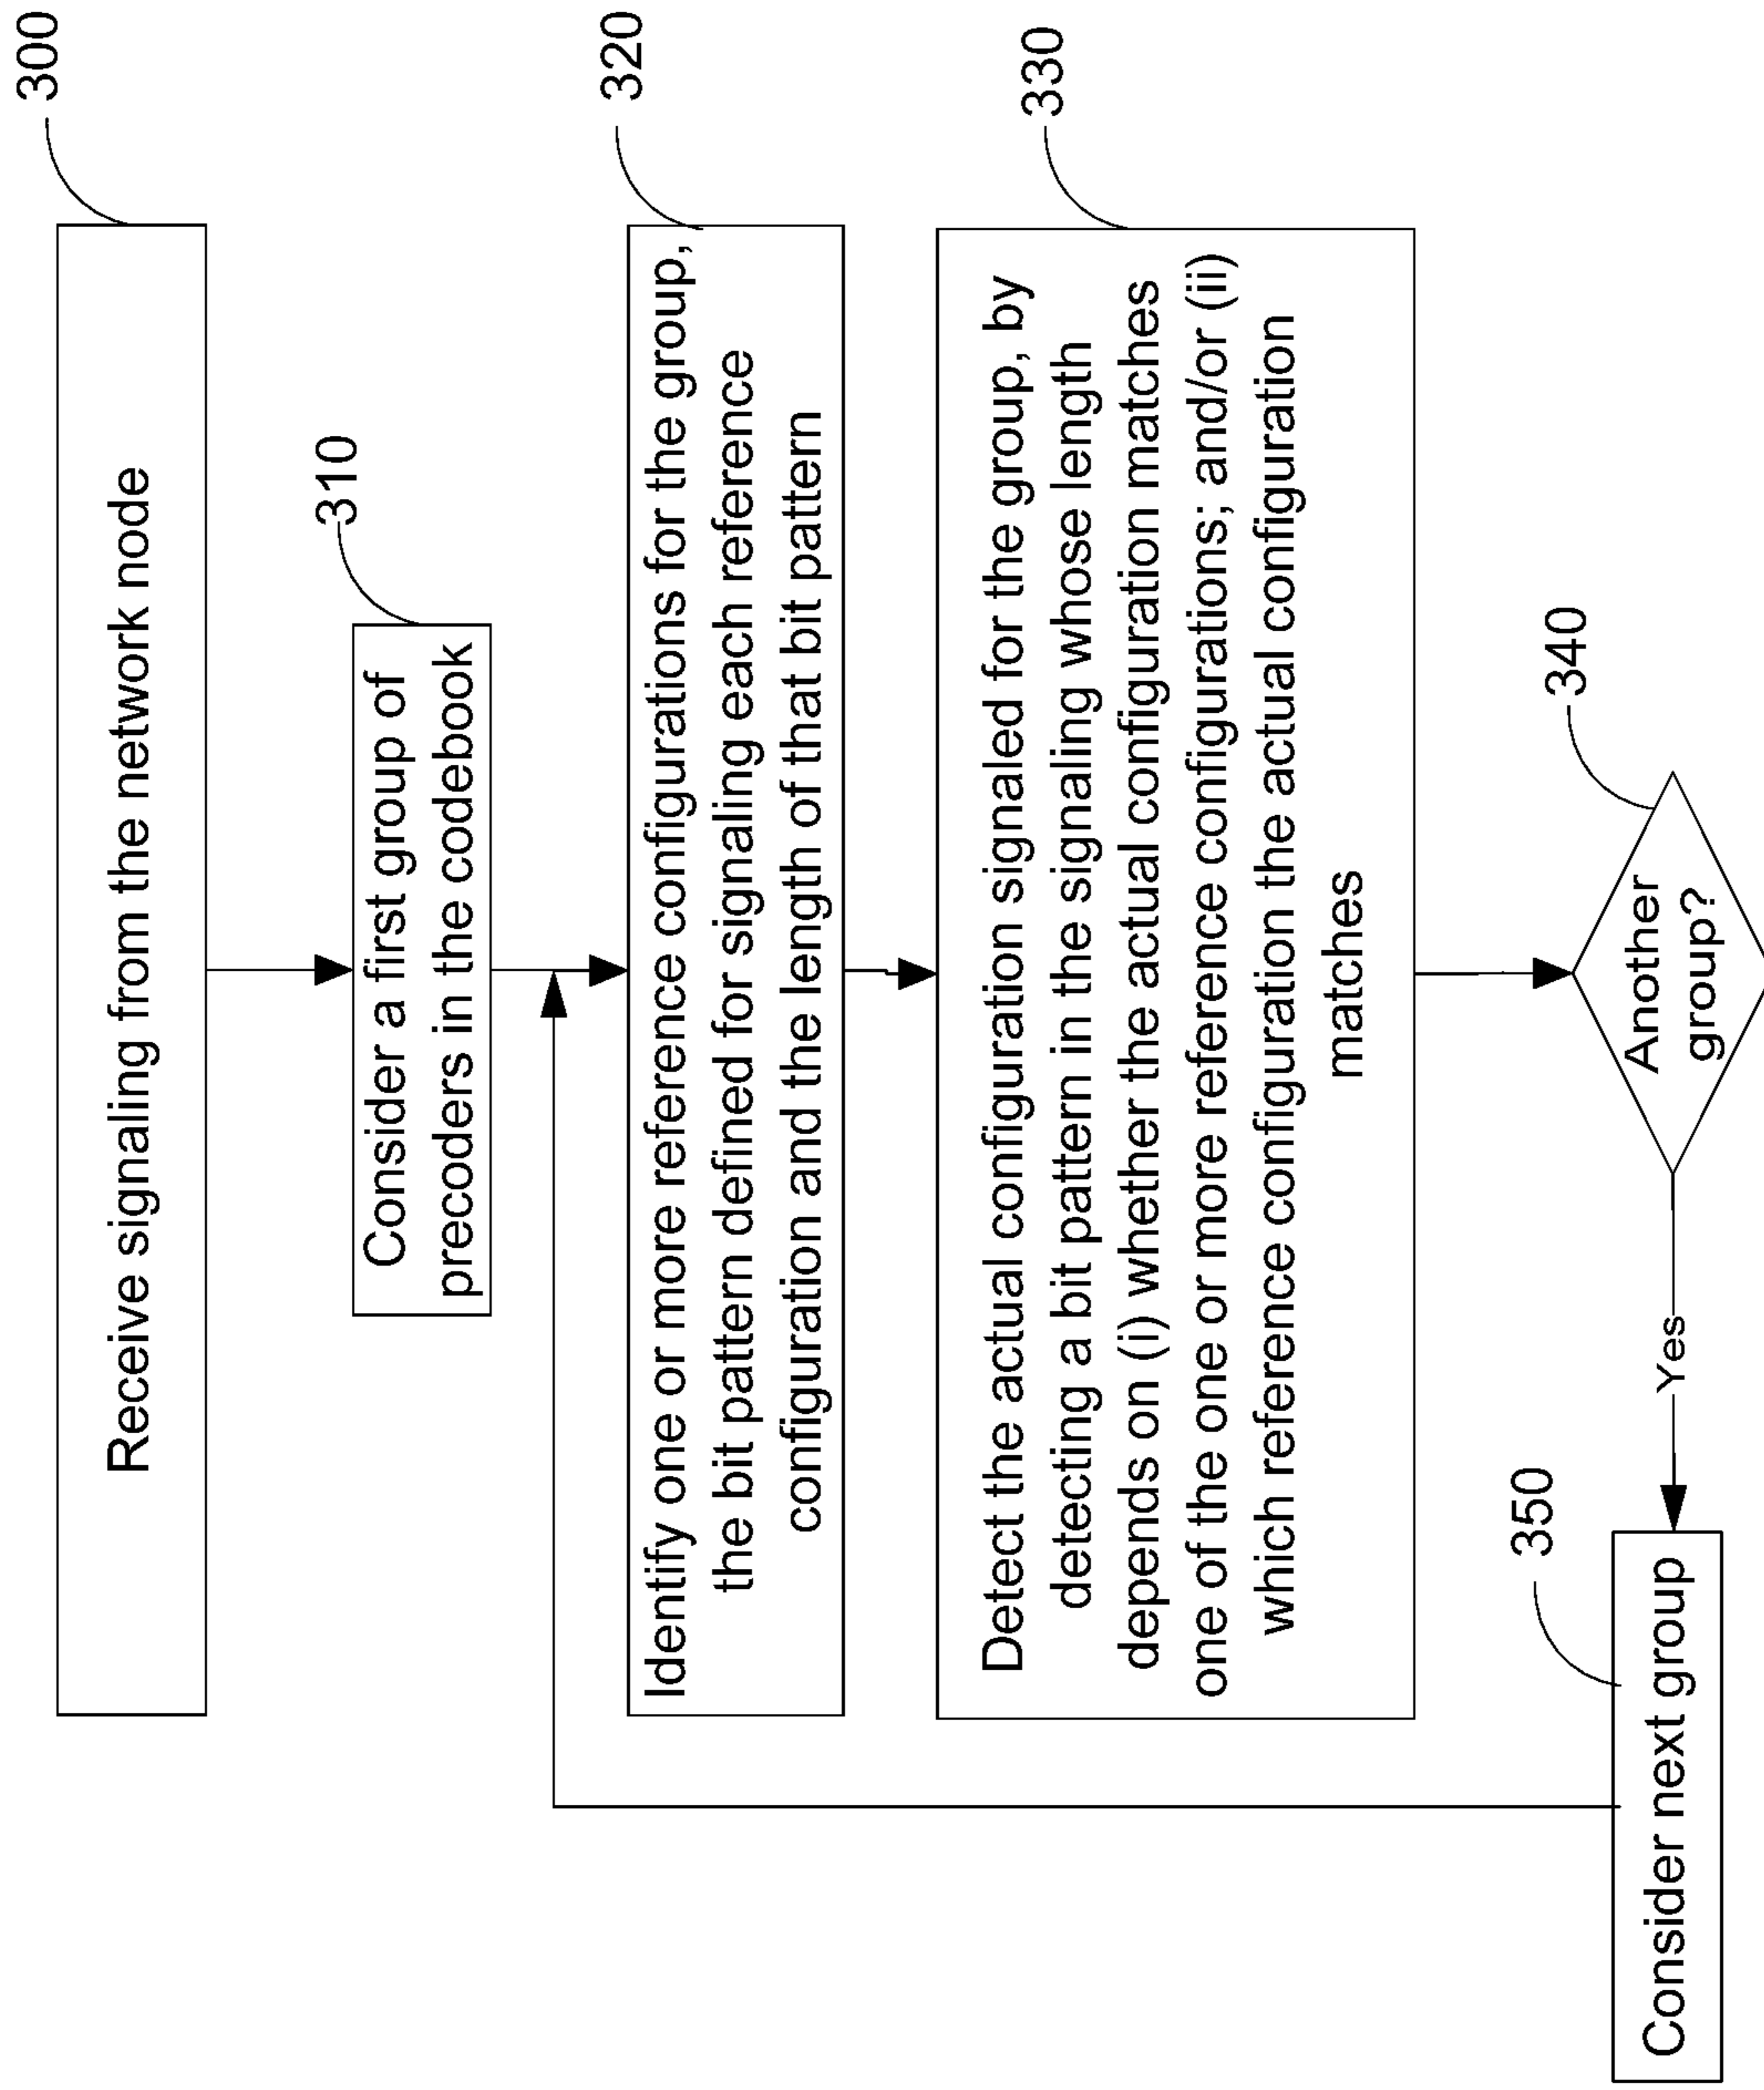 300
Receive signaling from the network node
310
Consider a first group of
precoders in the codebook
320
Identify one or more reference configurations for the group,
the bit pattern defined for signaling each reference
configuration and the length of that bit pattern
330
Detect the actual configuration signaled for the group, by
detecting a bit pattern in the signaling whose length
depends on (i) whether the actual configuration matches
one of the one or more reference configurations; and/or (ii)
which reference configuration the actual configuration
matches
340
Another
group?
Yes
350
Consider next group